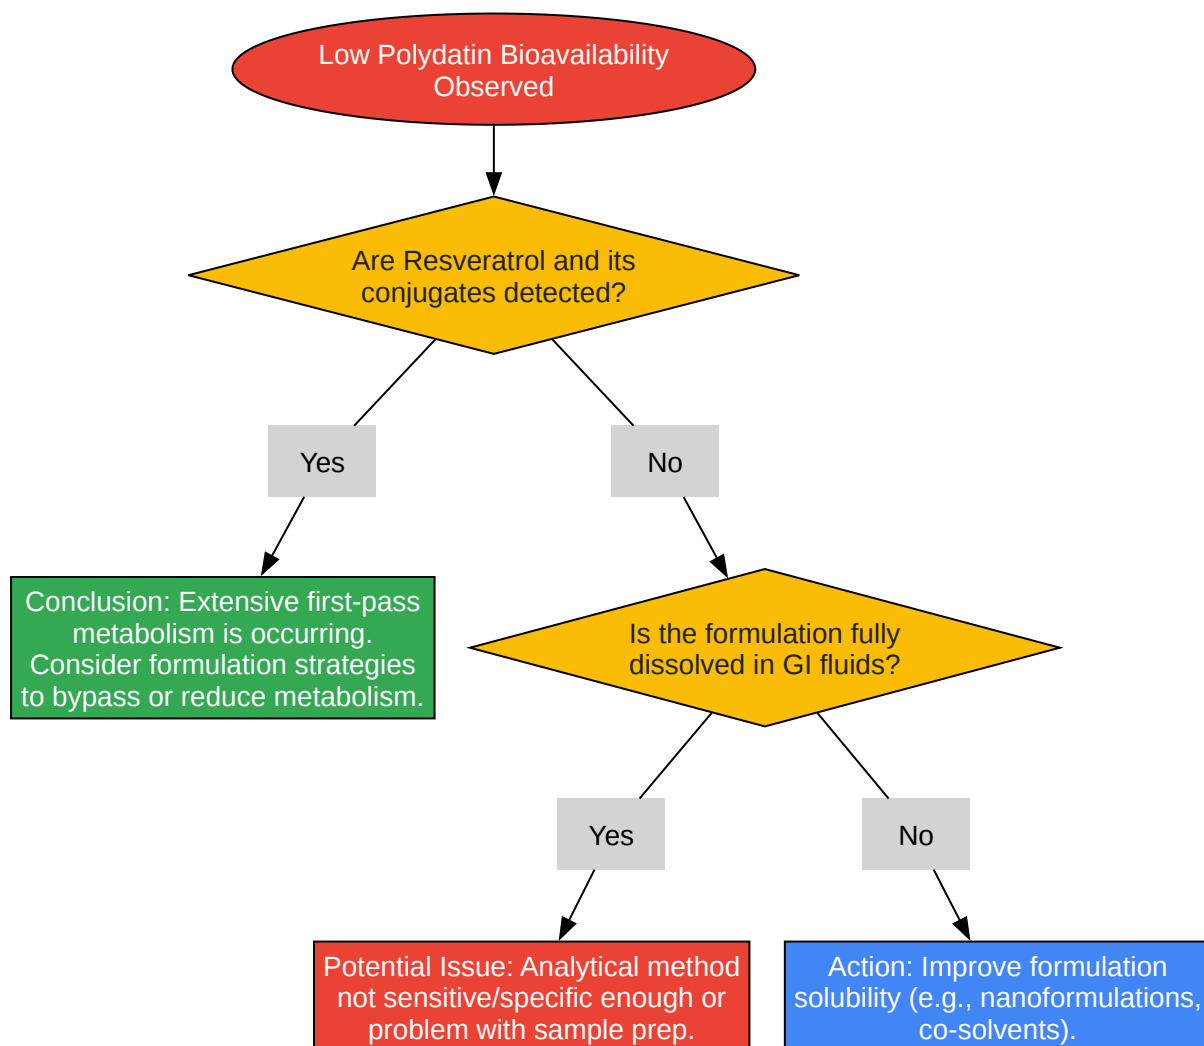 Low Polydatin Bioavailability
Observed
Are Resveratrol and its
conjugates detected?
Yes
No
Conclusion: Extensive first-pass
metabolism is occurring.
Consider formulation strategies
to bypass or reduce metabolism.
Is the formulation fully
dissolved in GI fluids?
Yes
No
Potential Issue: Analytical method
not sensitive/specific enough or
problem with sample prep.
Action: Improve formulation
solubility (e.g., nanoformulations,
co-solvents).